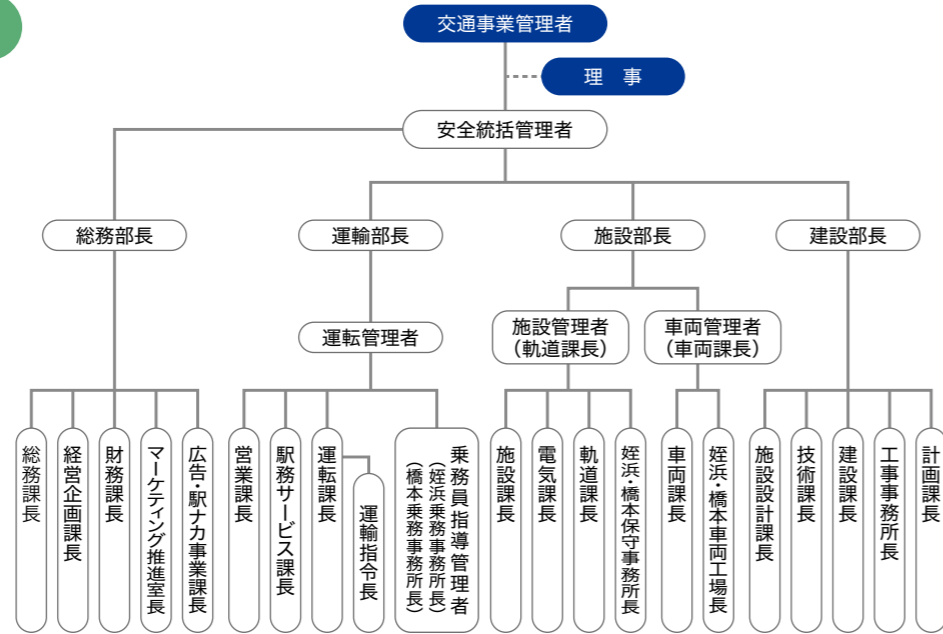 交通事業管理者
理　事
安全統括管理者
総務部長
運輸部長
施設部長
建設部長
運転管理者
施設管理者
（軌道課長）
車両管理者
（車両課長）
総務課長
経営企画課長
財務課長
マーケティング推進室長
広告・駅ナカ事業課長
営業課長
駅務サービス課長
運転課長
運輸指令長
乗務員指導管理者
（姪浜乗務事務所長）
（橋本乗務事務所長）
施設課長
電気課長
軌道課長
姪浜・橋本保守事務所長
車両課長
姪浜・橋本車両工場長
施設設計課長
技術課長
建設課長
工事事務所長
計画課長